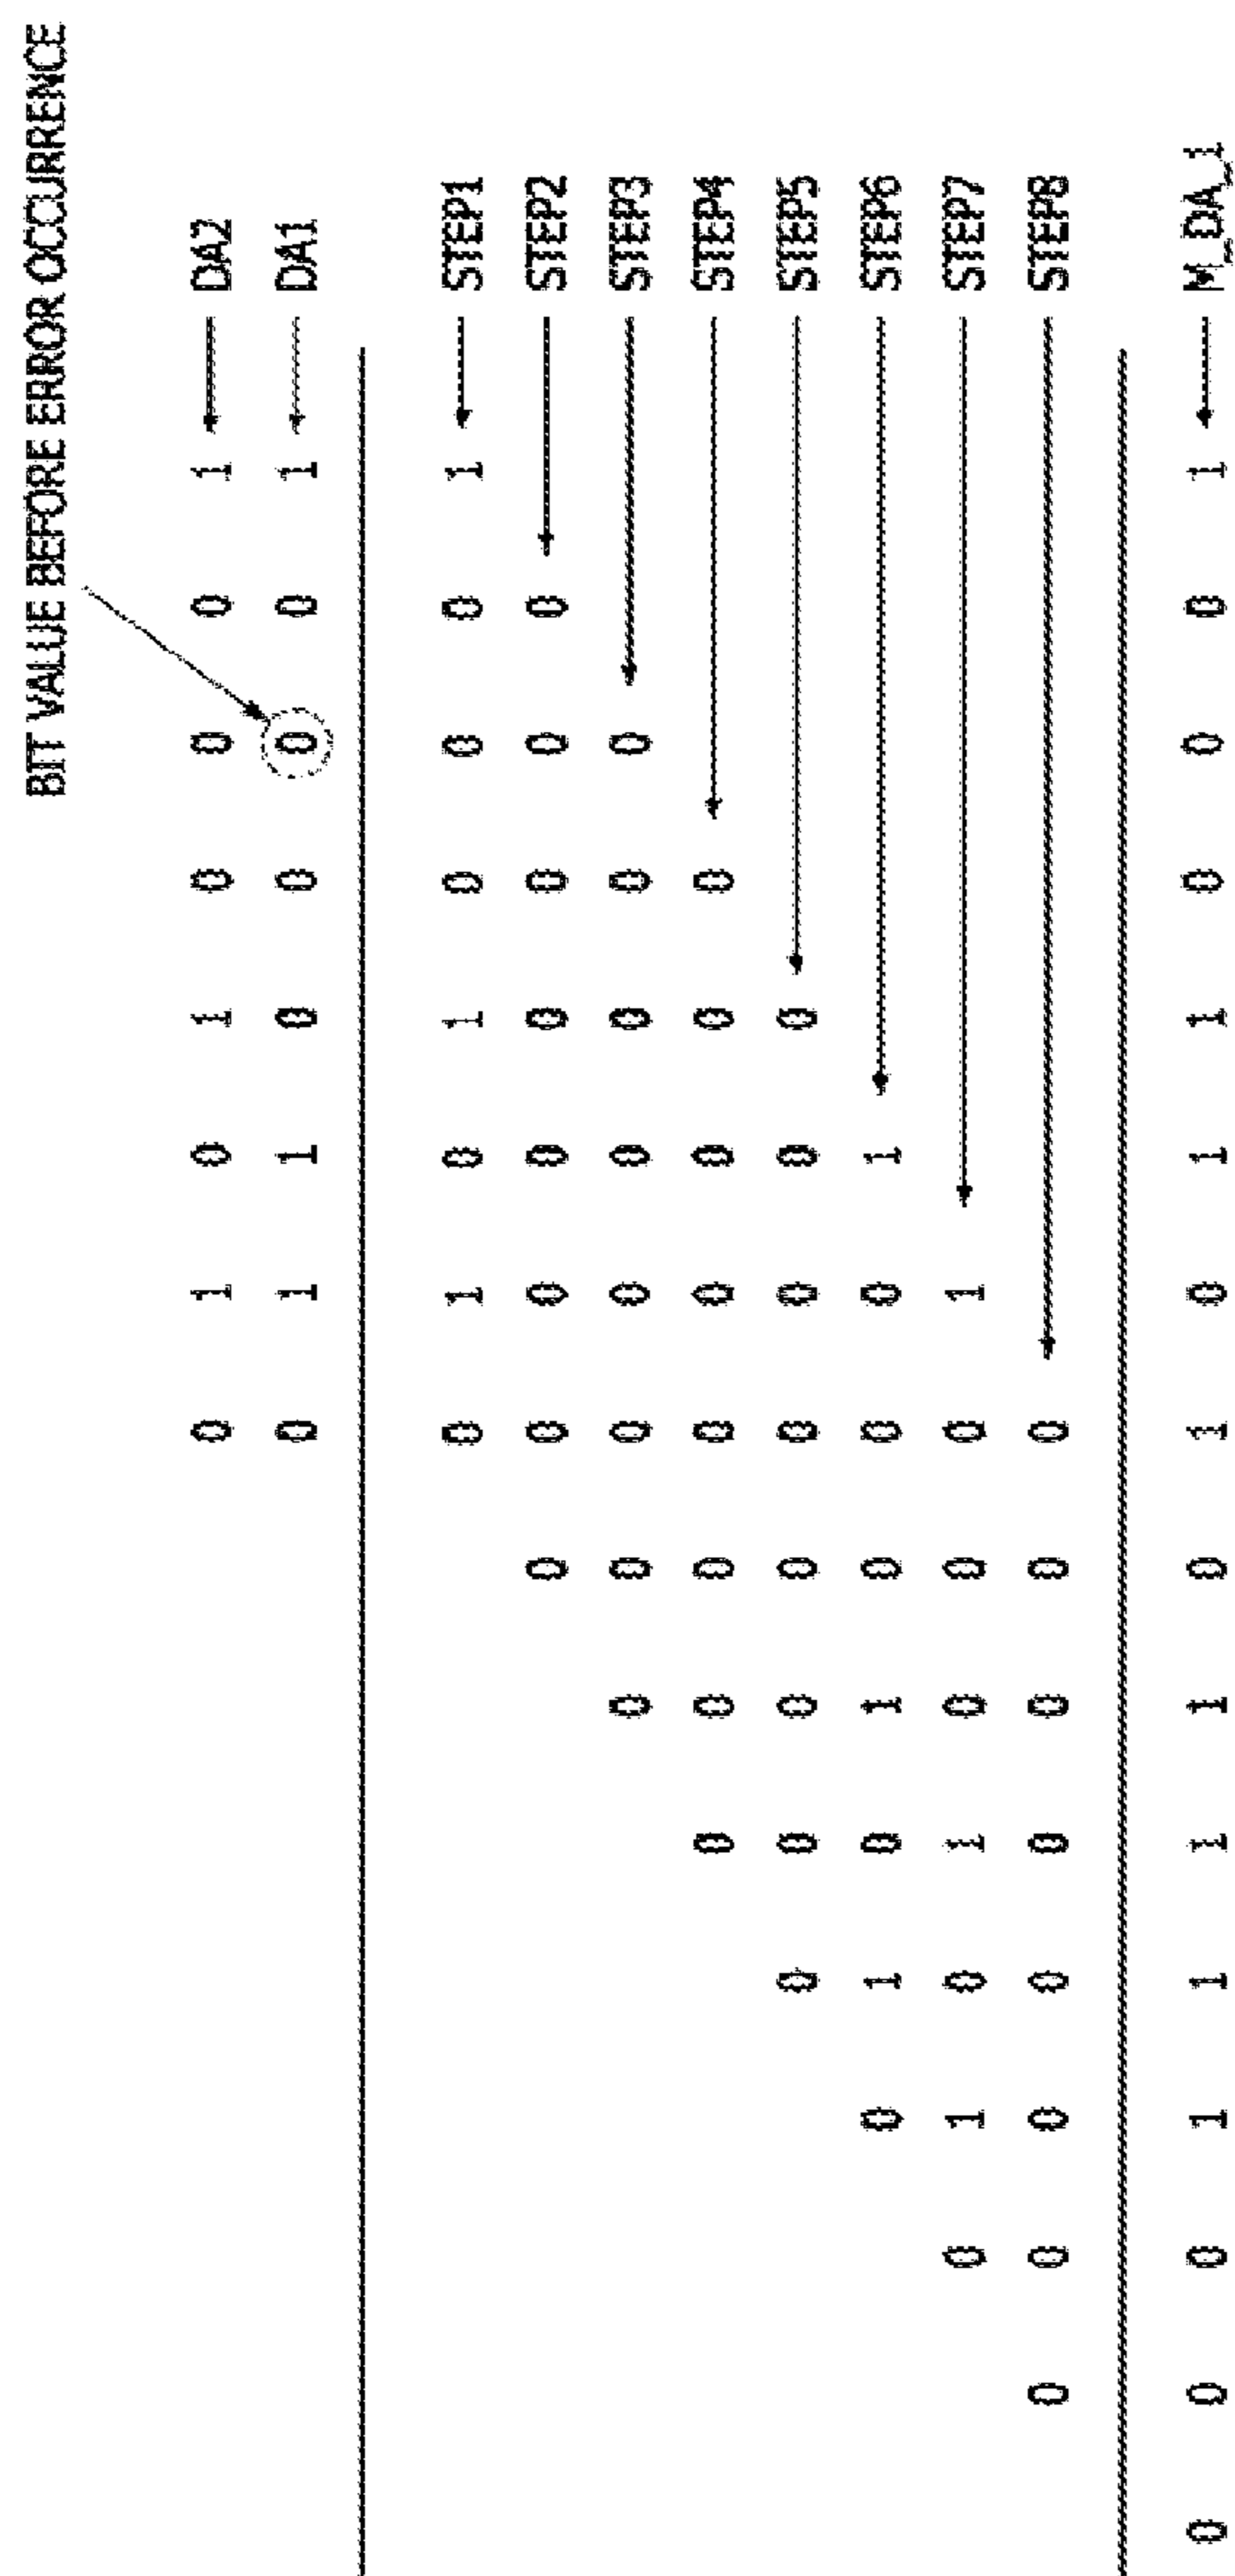 BIT VALUE BEFORE ERROR OCCURRENCE
0 1 0 1 0 0 0 1 DA2
0 1 1 0 0 0 0 1 DA1
0 1 0 1 0 0 0 1 STEP1
0 0 0 0 0 0 0 0 STEP2
0 0 0 0 0 0 0 0 STEP3
0 0 0 0 0 0 0 0 STEP4
0 0 0 0 0 0 0 0 STEP5
0 1 0 1 0 0 0 1 STEP6
0 1 0 1 0 0 0 1 STEP7
0 0 0 0 0 0 0 0 STEP8
0 0 0 1 1 1 1 0 1 0 1 1 0 0 0 1 M_DA_1